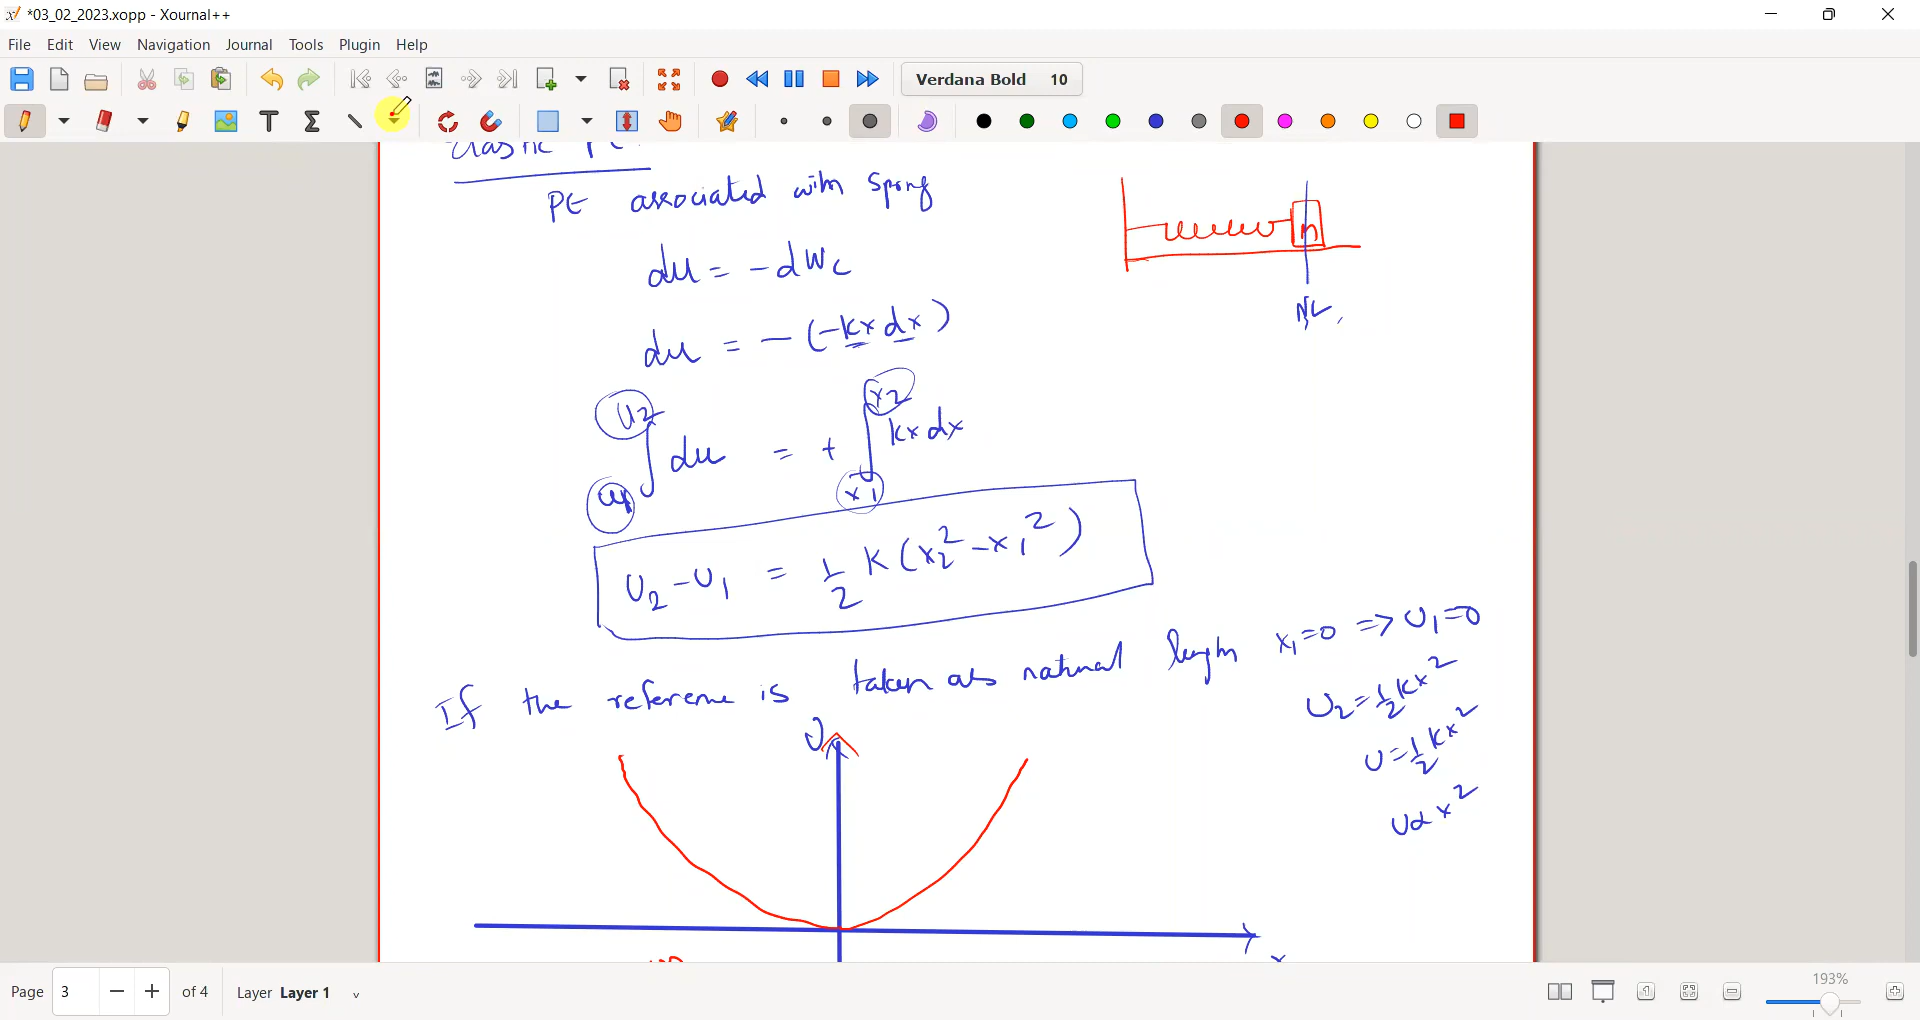 *03_02_2023.xopp - Xournal++
File Edit View Navigation Journal Tools Plugin Help
Verdana Bold 10
Elastic PE
PE associated with spring
dU = -dWc
dU = -(-kx dx)
U2 x2
∫ dU = + ∫ kx dx
U1 x1
U2 - U1 = 1/2 K (x2² - x1²)
m
NL
If the reference is taken as natural length x1=0 => U1=0
U2 = 1/2 kx²
U = 1/2 kx²
U∝x²
U
x
Page 3 of 4 Layer Layer 1
193%